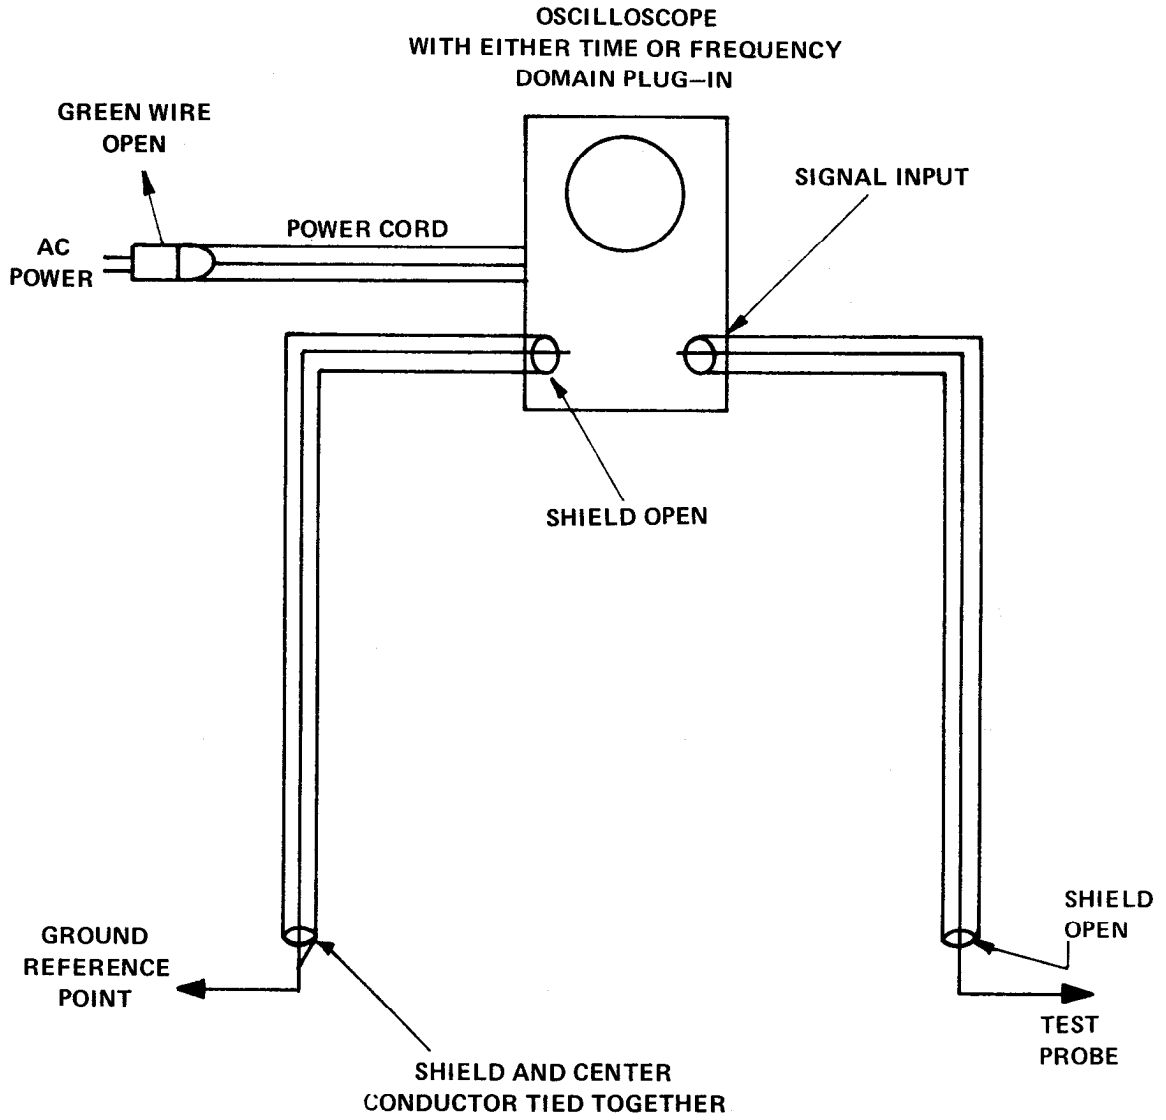 OSCILLOSCOPE
WITH EITHER TIME OR FREQUENCY
DOMAIN PLUG–IN
GREEN WIRE
OPEN
SIGNAL INPUT
POWER CORD
AC
POWER
SHIELD OPEN
SHIELD
OPEN
GROUND
REFERENCE
POINT
TEST
PROBE
SHIELD AND CENTER
CONDUCTOR TIED TOGETHER